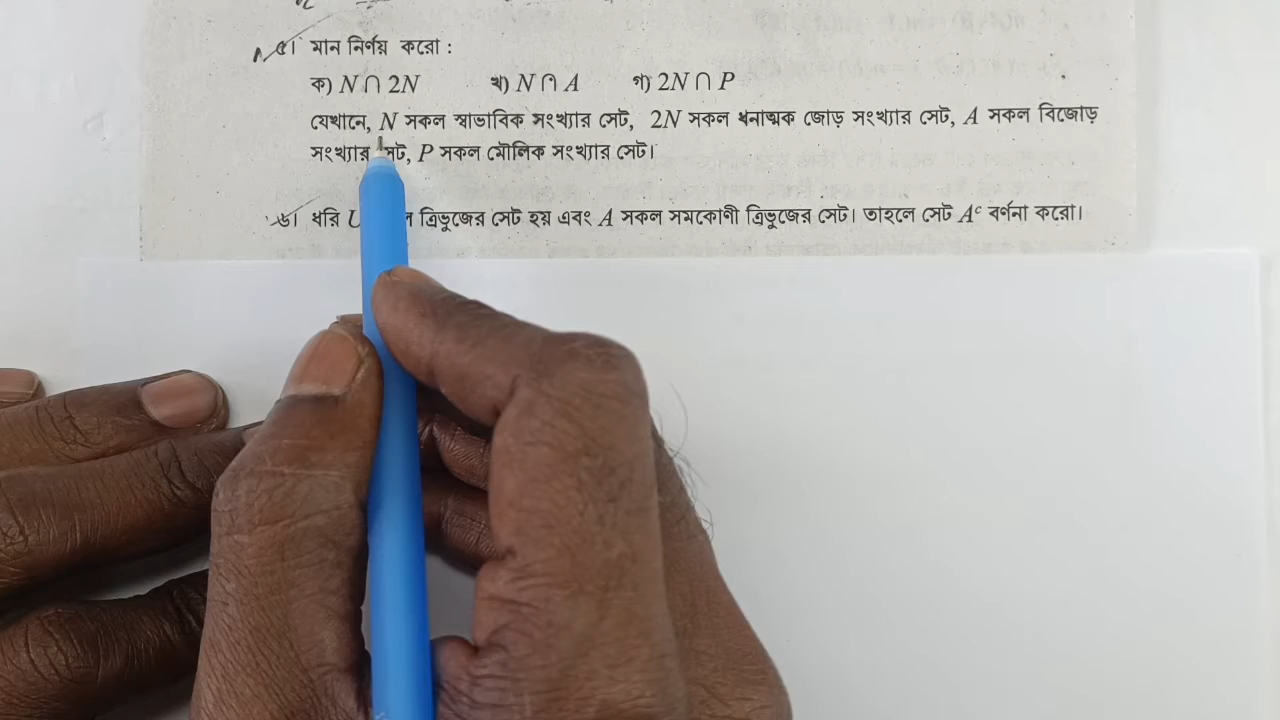 ৫। মান নির্ণয় করো :
ক) N ∩ 2N খ) N ∩ A গ) 2N ∩ P
যেখানে, N সকল স্বাভাবিক সংখ্যার সেট, 2N সকল ধনাত্মক জোড় সংখ্যার সেট, A সকল বিজোড়
সংখ্যার সেট, P সকল মৌলিক সংখ্যার সেট।
৬। ধরি U ত্রিভুজের সেট হয় এবং A সকল সমকোণী ত্রিভুজের সেট। তাহলে সেট Aᶜ বর্ণনা করো।